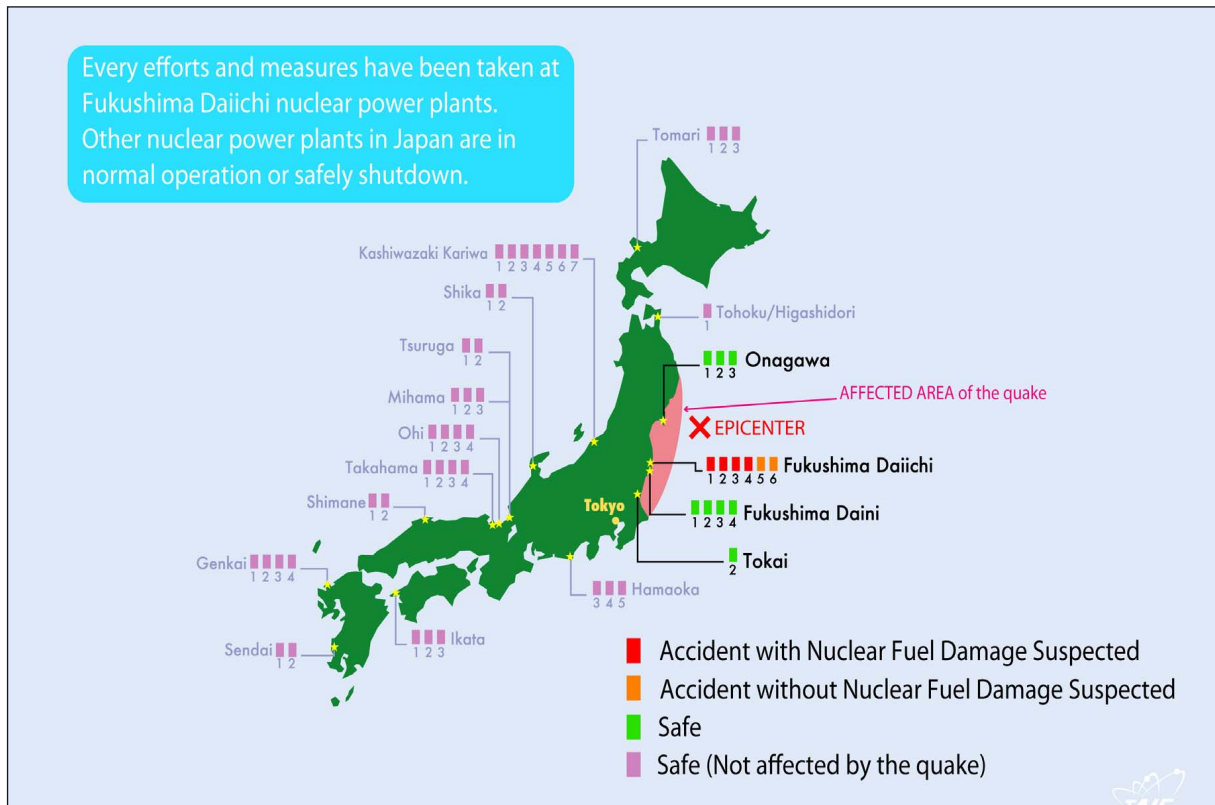 Every efforts and measures have been taken at
Fukushima Daiichi nuclear power plants.
Other nuclear power plants in Japan are in
normal operation or safely shutdown.
Tomari
1 2 3
Kashiwazaki Kariwa
1 2 3 4 5 6 7
Shika
1 2
Tohoku/Higashidori
1
Tsuruga
1 2
Onagawa
1 2 3
Mihama
1 2 3
AFFECTED AREA of the quake
EPICENTER
Ohi
1 2 3 4
Takahama
1 2 3 4
Fukushima Daiichi
1 2 3 4 5 6
Shimane
1 2
Tokyo
Fukushima Daini
1 2 3 4
Genkai
1 2 3 4
Tokai
2
Hamaoka
3 4 5
Ikata
1 2 3
Sendai
1 2
Accident with Nuclear Fuel Damage Suspected
Accident without Nuclear Fuel Damage Suspected
Safe
Safe (Not affected by the quake)